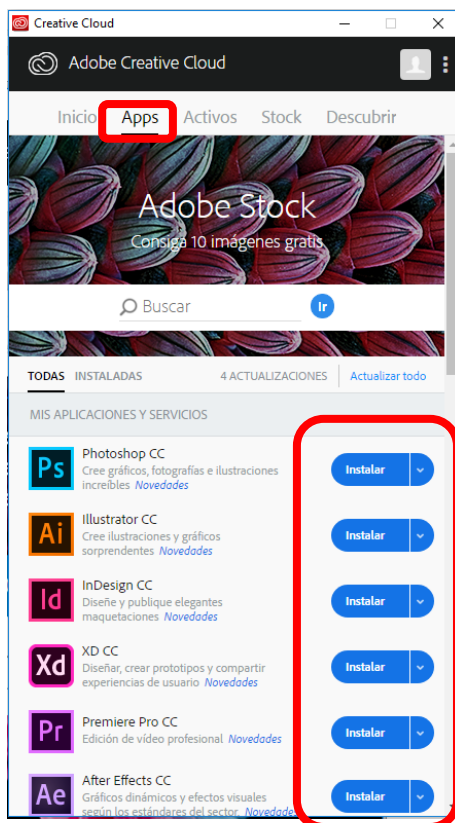 Creative Cloud
Adobe Creative Cloud
Inicio Apps Activos Stock Descubrir
Adobe Stock
Consiga 10 imágenes gratis
Buscar Ir
TODAS INSTALADAS 4 ACTUALIZACIONES Actualizar todo
MIS APLICACIONES Y SERVICIOS
Ps
Photoshop CC
Cree gráficos, fotografías e ilustraciones
increíbles Novedades
Instalar
Ai
Illustrator CC
Cree ilustraciones y gráficos
sorprendentes Novedades
Instalar
Id
InDesign CC
Diseñe y publique elegantes
maquetaciones Novedades
Instalar
Xd
XD CC
Diseñar, crear prototipos y compartir
experiencias de usuario Novedades
Instalar
Pr
Premiere Pro CC
Edición de vídeo profesional Novedades
Instalar
Ae
After Effects CC
Gráficos dinámicos y efectos visuales
según los estándares del sector. Novedades
Instalar